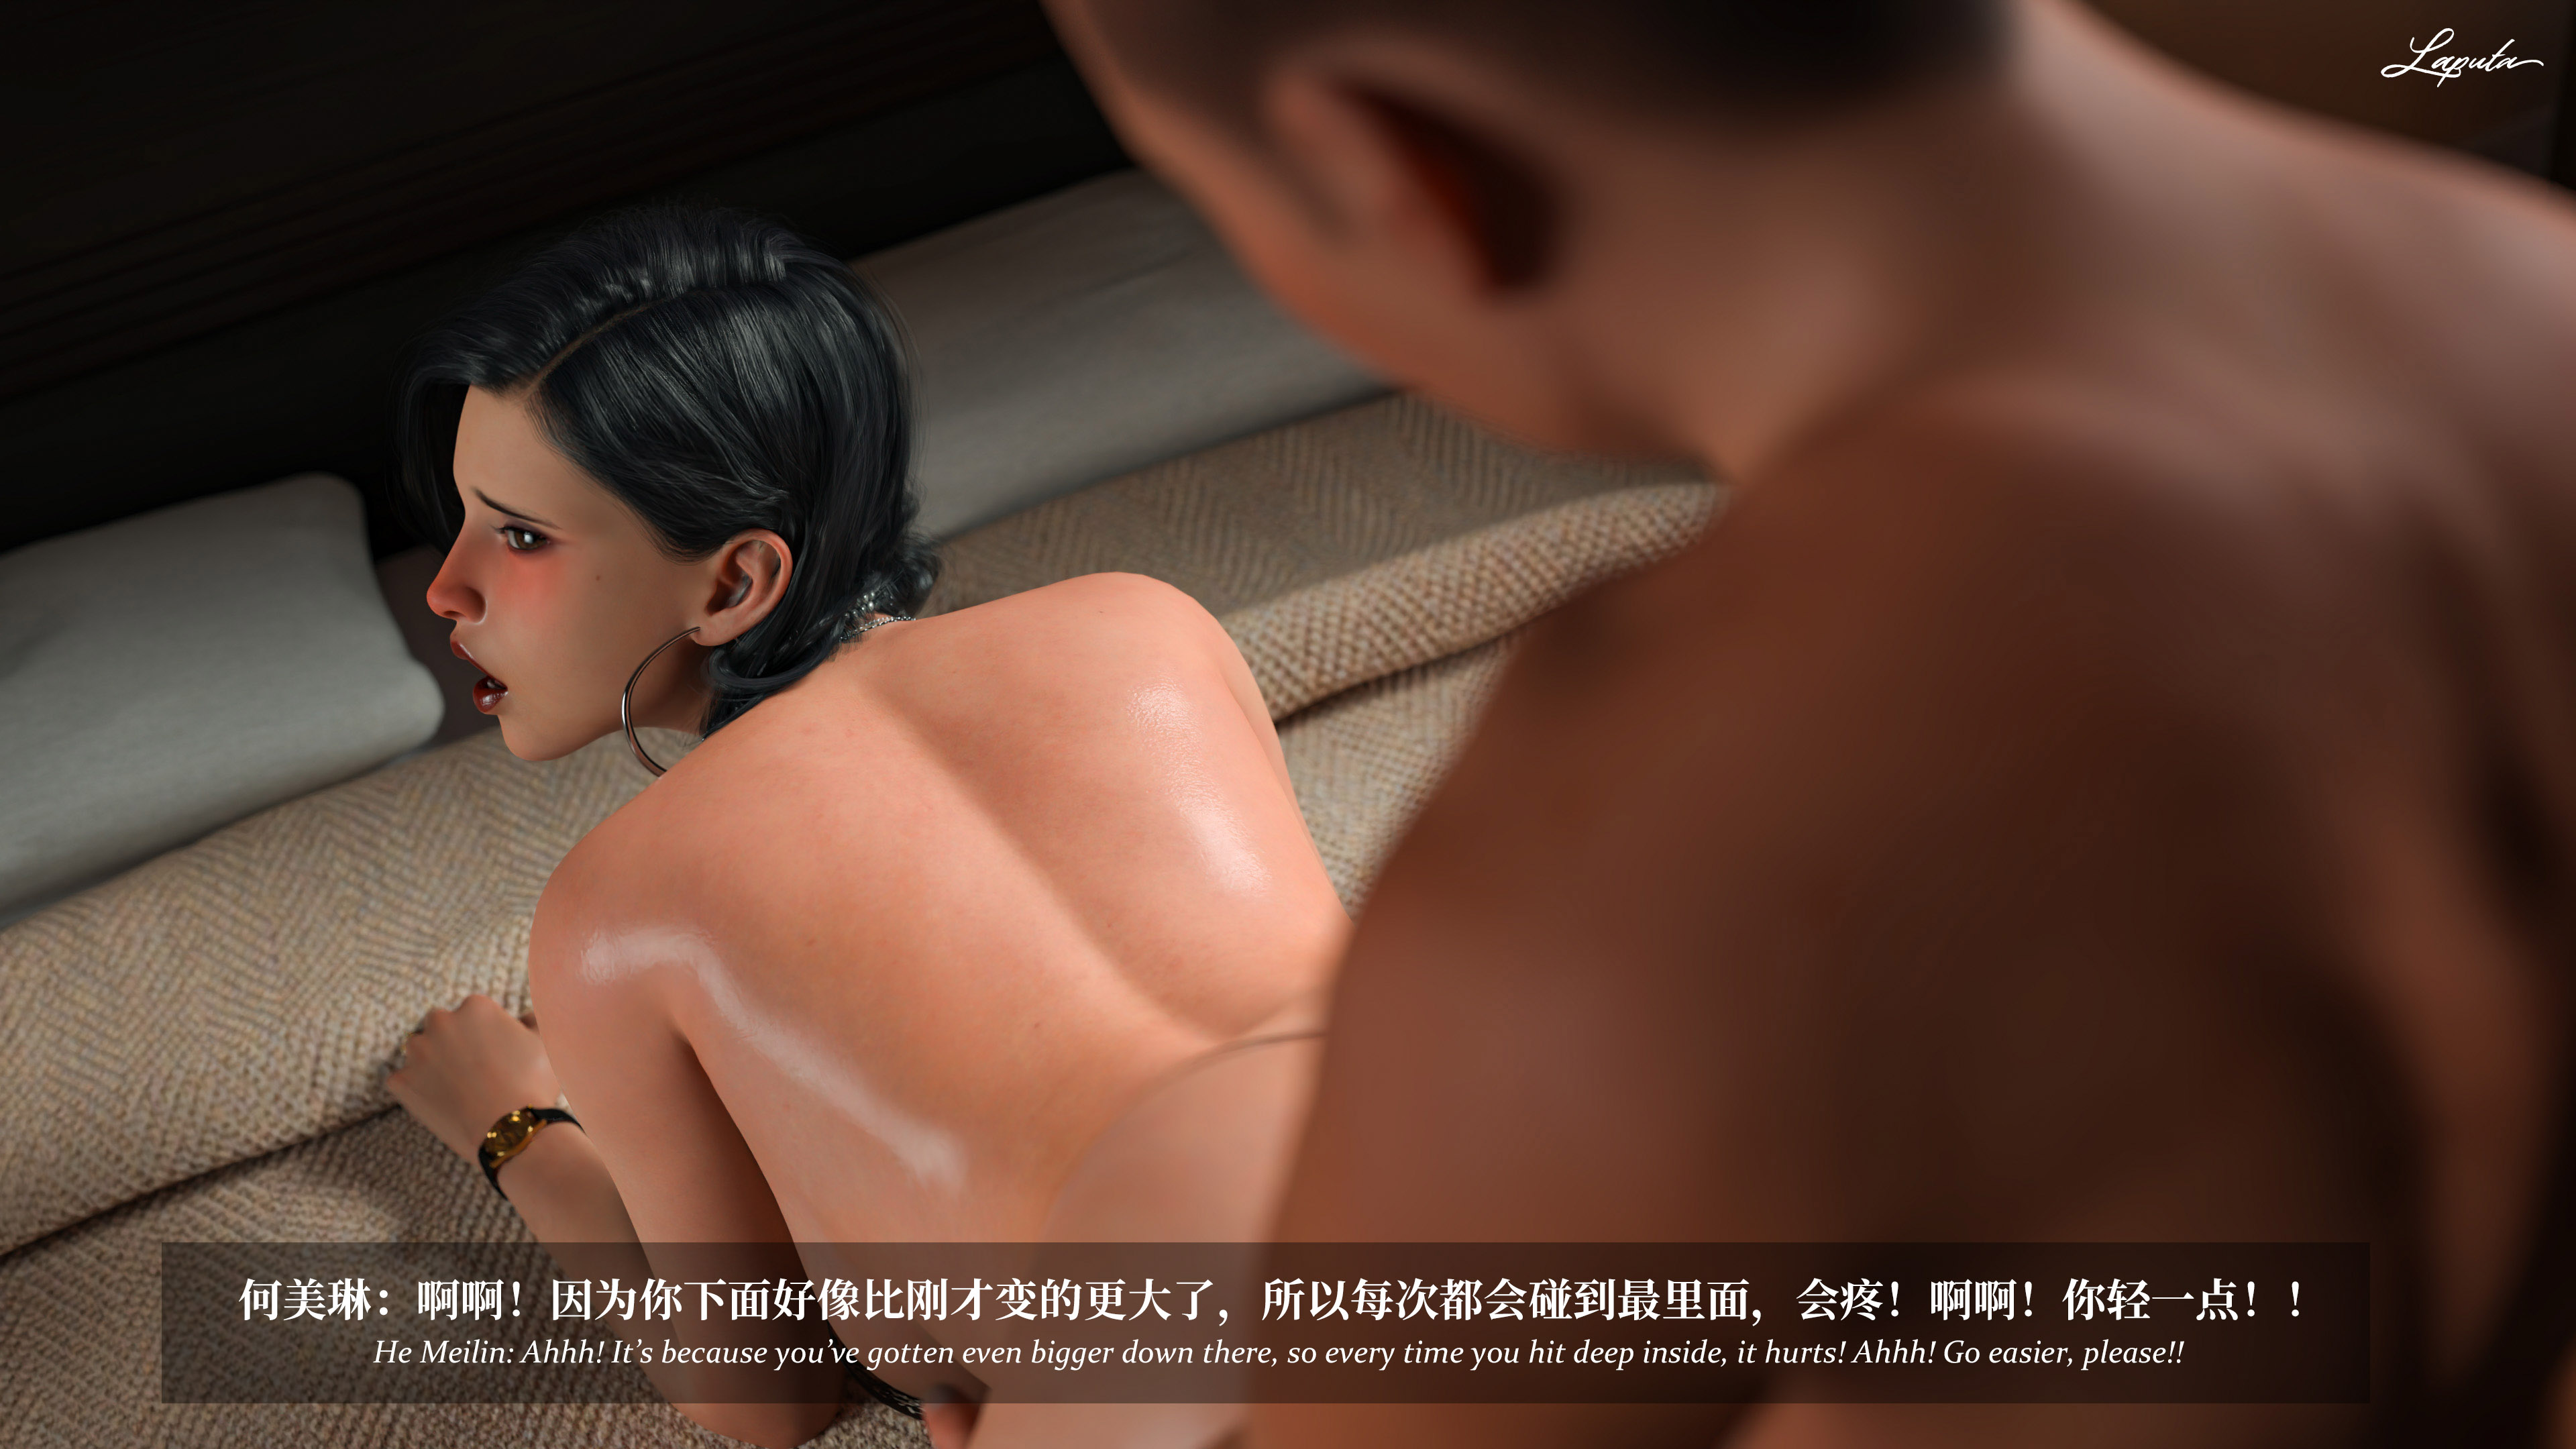 Laputa
何美琳：啊啊！因为你下面好像比刚才变的更大了，所以每次都会碰到最里面，会疼！啊啊！你轻一点！！
He Meilin: Ahhh! It’s because you’ve gotten even bigger down there, so every time you hit deep inside, it hurts! Ahhh! Go easier, please!!